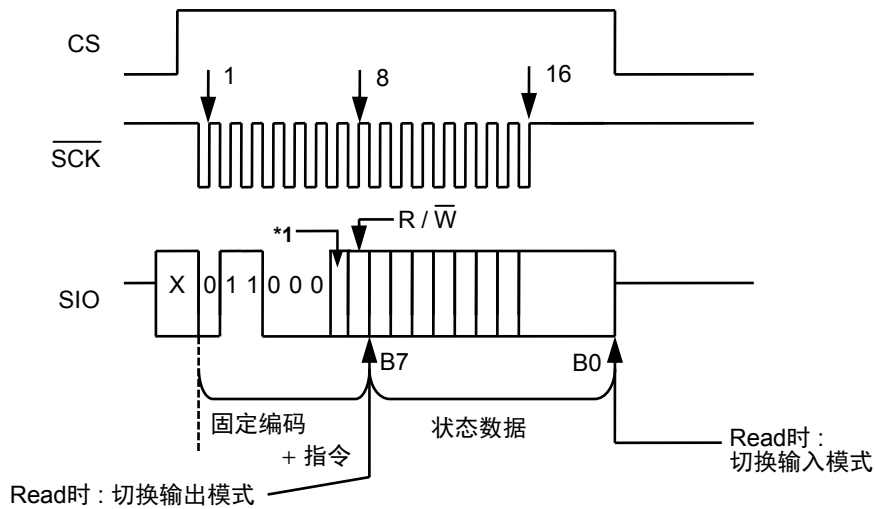 CS
1
8
16
SCK
*1
R / W
SIO
X
0 1 1 0 0 0
B7
B0
固定编码
+ 指令
状态数据
Read时 : 切换输出模式
Read时 :
切换输入模式